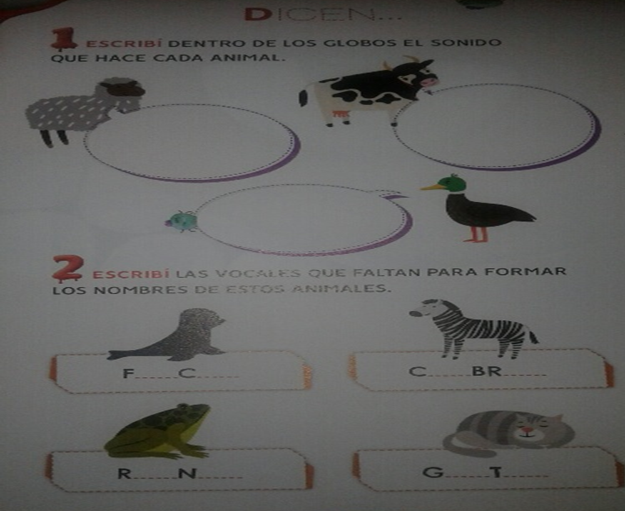 DICEN...
1 ESCRIBÍ DENTRO DE LOS GLOBOS EL SONIDO
QUE HACE CADA ANIMAL.
2 ESCRIBÍ LAS VOCALES QUE FALTAN PARA FORMAR
LOS NOMBRES DE ESTOS ANIMALES.
F......C......
C......BR......
R......N......
G......T......